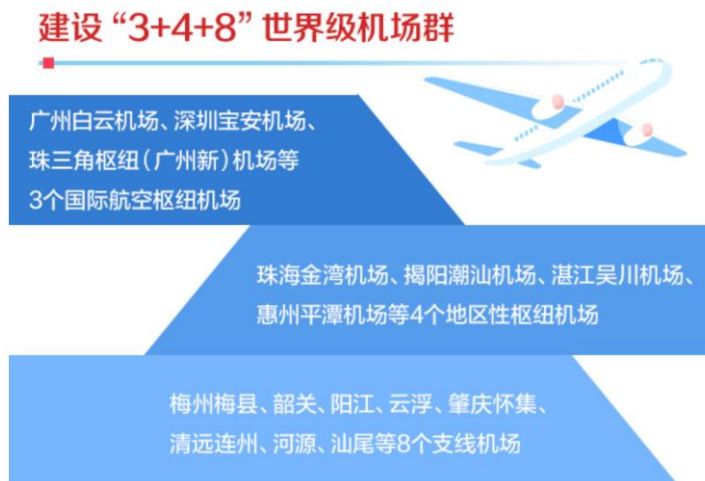 建设“3+4+8”世界级机场群
广州白云机场、深圳宝安机场、
珠三角枢纽（广州新）机场等
3个国际航空枢纽机场
珠海金湾机场、揭阳潮汕机场、湛江吴川机场、
惠州平潭机场等4个地区性枢纽机场
梅州梅县、韶关、阳江、云浮、肇庆怀集、
清远连州、河源、汕尾等8个支线机场